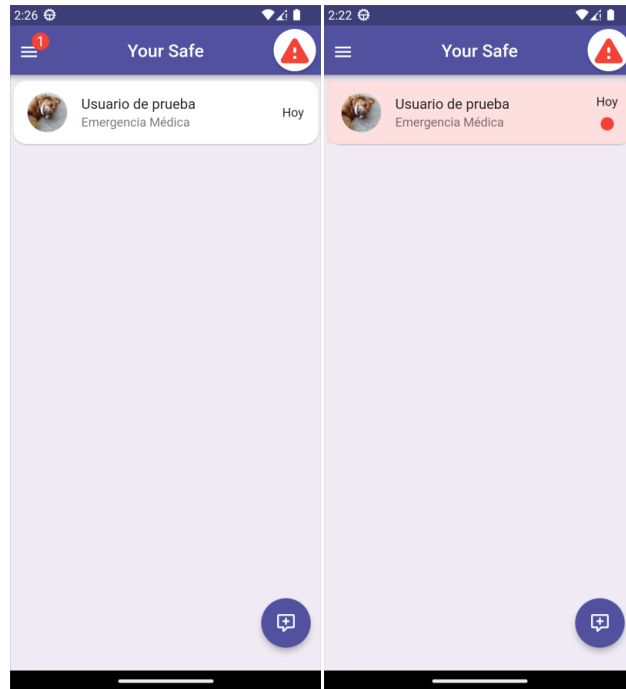 2:26
1
Your Safe
Usuario de prueba
Emergencia Médica
Hoy
2:22
Your Safe
Usuario de prueba
Emergencia Médica
Hoy